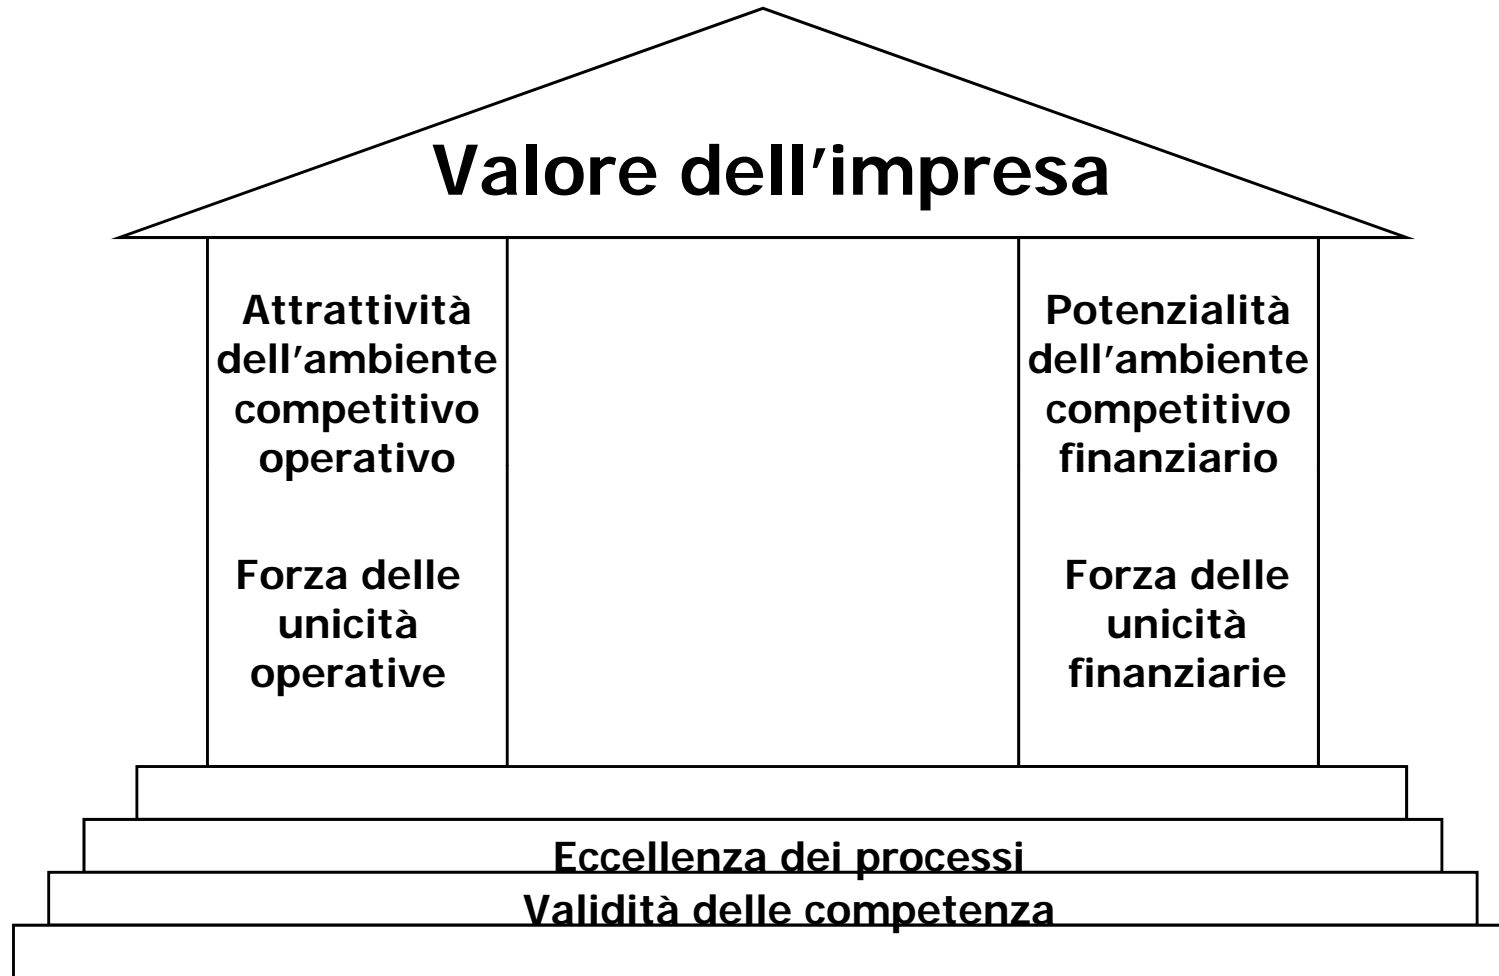 Valore dell'impresa
Attrattività
dell'ambiente
competitivo
operativo
Forza delle
unicità
operative
Potenzialità
dell'ambiente
competitivo
finanziario
Forza delle
unicità
finanziarie
Eccellenza dei processi
Validità delle competenza